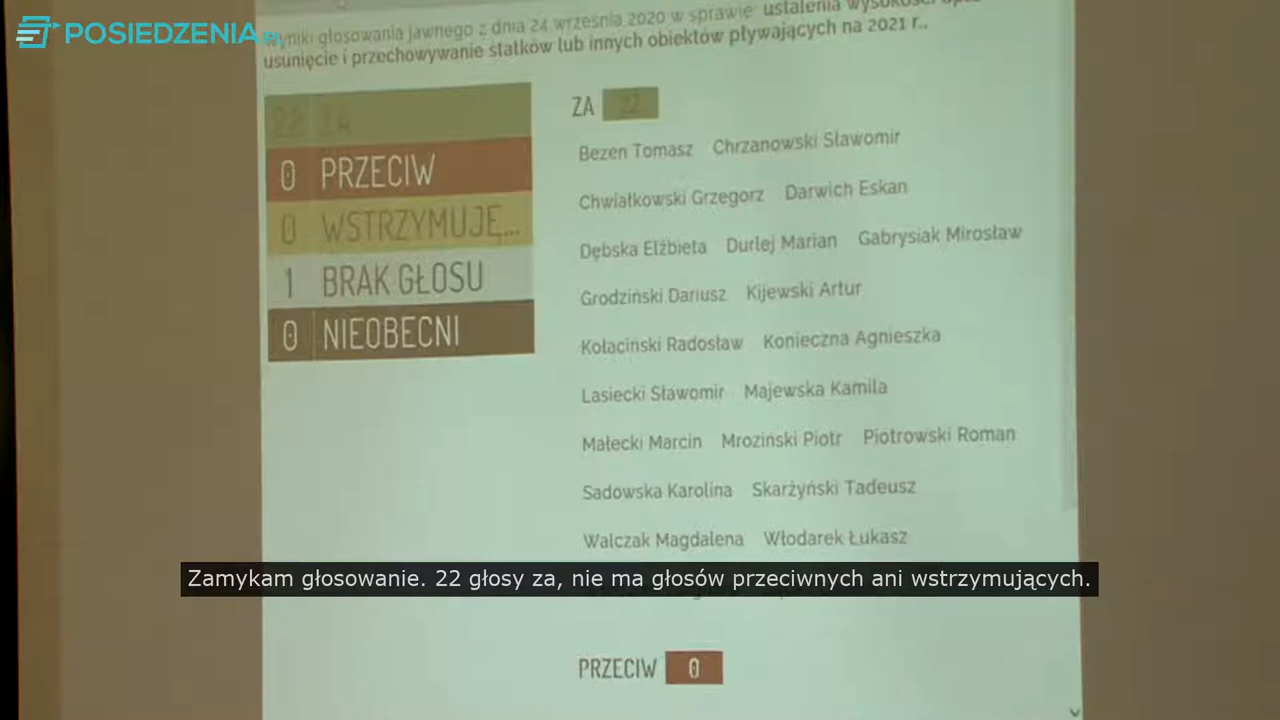 POSIEDZENIA
Wyniki głosowania jawnego z dnia 24 września 2020 w sprawie: ustalenia wysokości
usunięcie i przechowywanie statków lub innych obiektów pływających na 2021 r..
22 ZA
0 PRZECIW
0 WSTRZYMUJĘ...
1 BRAK GŁOSU
0 NIEOBECNI
ZA 22
Bezen Tomasz Chrzanowski Sławomir
Chwiałkowski Grzegorz Darwich Eskan
Dębska Elżbieta Durlej Marian Gabrysiak Mirosław
Grodziński Dariusz Kijewski Artur
Kołaciński Radosław Konieczna Agnieszka
Lasiecki Sławomir Majewska Kamila
Małecki Marcin Mroziński Piotr Piotrowski Roman
Sadowska Karolina Skarżyński Tadeusz
Walczak Magdalena Włodarek Łukasz
Zamykam głosowanie. 22 głosy za, nie ma głosów przeciwnych ani wstrzymujących.
PRZECIW 0